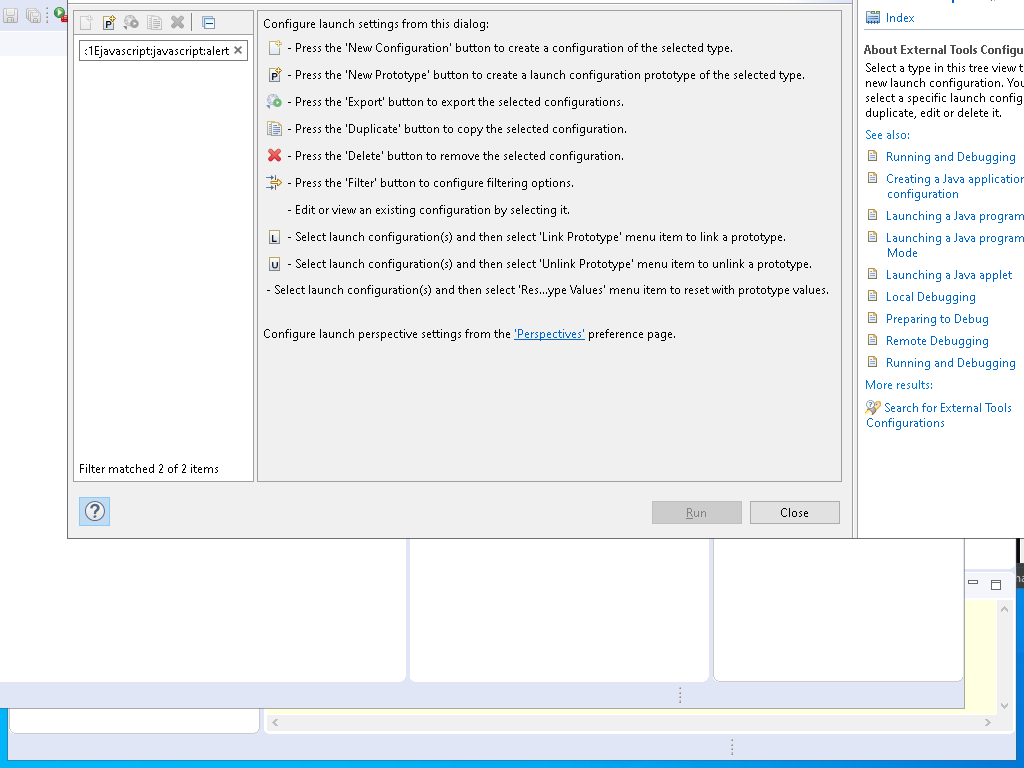 :1Ejavascript:javascript:alert
Filter matched 2 of 2 items
Configure launch settings from this dialog:
- Press the 'New Configuration' button to create a configuration of the selected type.
P - Press the 'New Prototype' button to create a launch configuration prototype of the selected type.
- Press the 'Export' button to export the selected configurations.
- Press the 'Duplicate' button to copy the selected configuration.
- Press the 'Delete' button to remove the selected configuration.
- Press the 'Filter' button to configure filtering options.
- Edit or view an existing configuration by selecting it.
L - Select launch configuration(s) and then select 'Link Prototype' menu item to link a prototype.
U - Select launch configuration(s) and then select 'Unlink Prototype' menu item to unlink a prototype.
- Select launch configuration(s) and then select 'Res...ype Values' menu item to reset with prototype values.
Configure launch perspective settings from the 'Perspectives' preference page.
?
Run
Close
Index
About External Tools Configu
Select a type in this tree view t
new launch configuration. You
select a specific launch config
duplicate, edit or delete it.
See also:
Running and Debugging
Creating a Java application
configuration
Launching a Java program
Launching a Java program
Mode
Launching a Java applet
Local Debugging
Preparing to Debug
Remote Debugging
Running and Debugging
More results:
Search for External Tools
Configurations